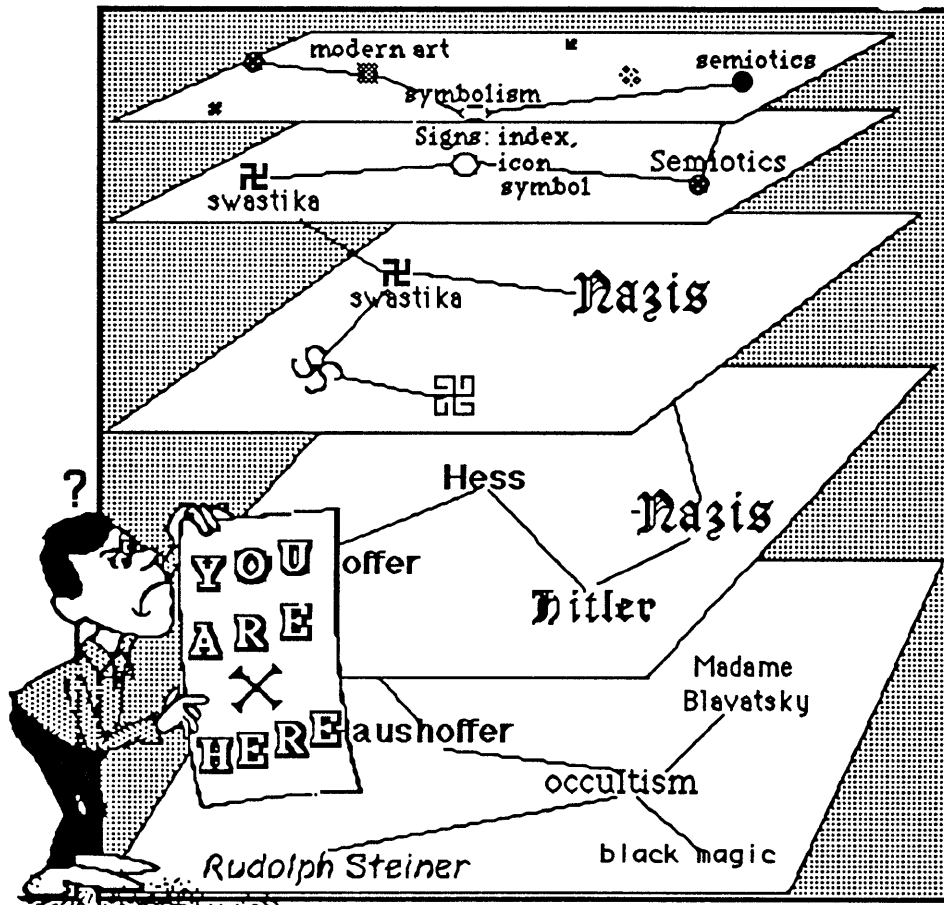 modern art
semiotics
symbolism
Signs: index,
icon
symbol
Semiotics
swastika
swastika
Nazis
Hess
Nazis
offer
Hitler
?
YOU
ARE
HERE
Madame
Blavatsky
aushoffer
occultism
Rudolph Steiner
black magic